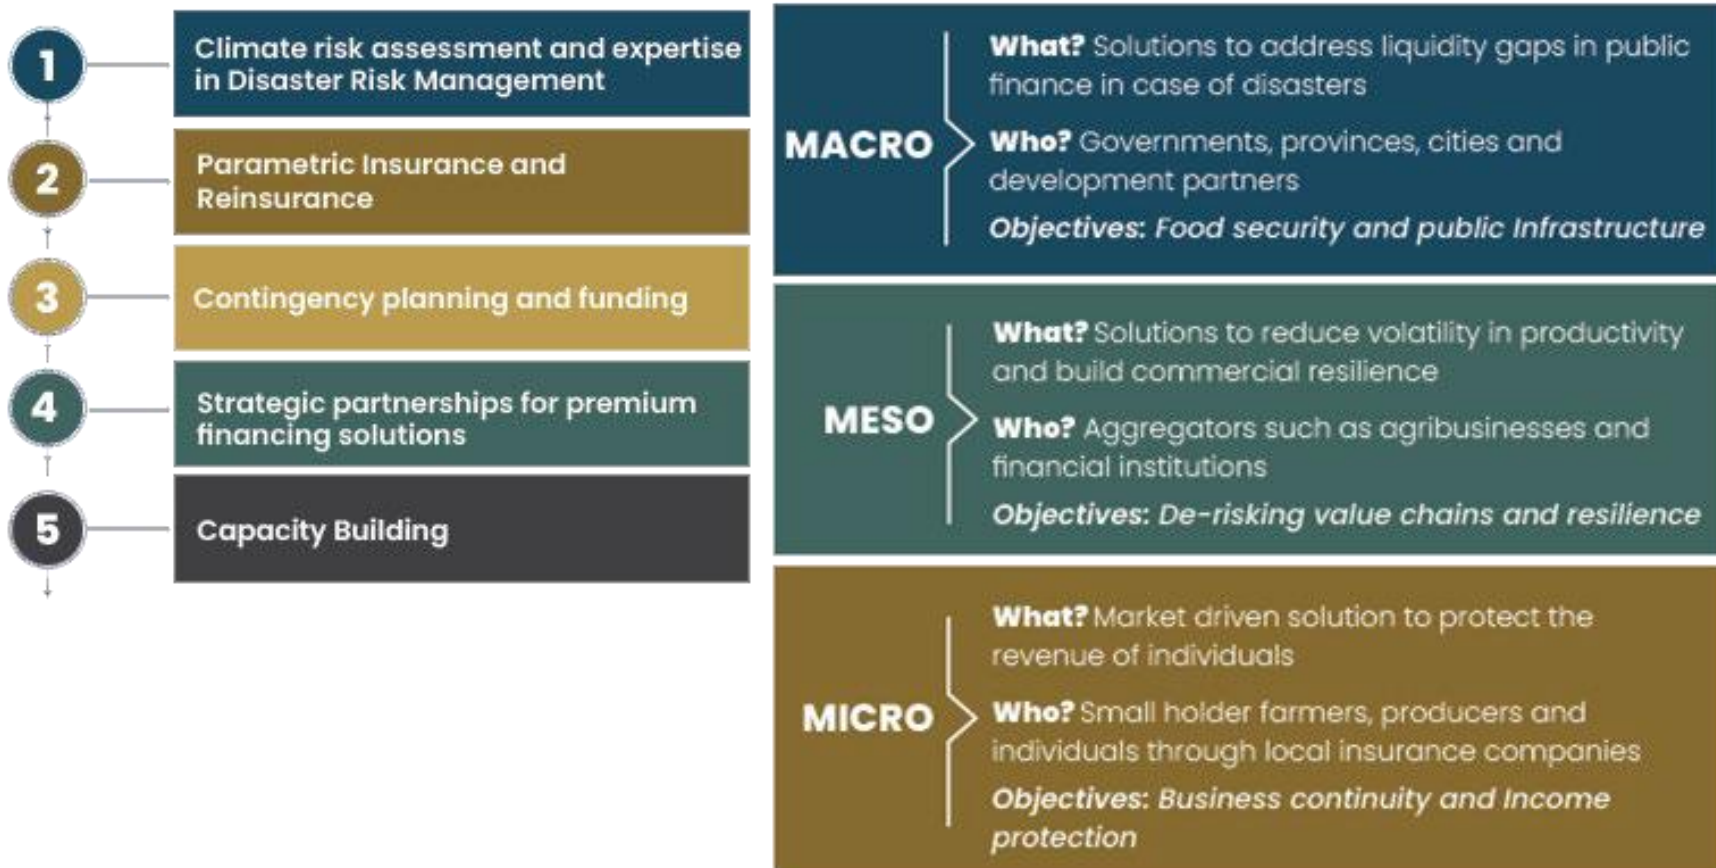 1
Climate risk assessment and expertise
in Disaster Risk Management
2
Parametric Insurance and
Reinsurance
3
Contingency planning and funding
4
Strategic partnerships for premium
financing solutions
5
Capacity Building
MACRO
What? Solutions to address liquidity gaps in public
finance in case of disasters
Who? Governments, provinces, cities and
development partners
Objectives: Food security and public Infrastructure
MESO
What? Solutions to reduce volatility in productivity
and build commercial resilience
Who? Aggregators such as agribusinesses and
financial institutions
Objectives: De-risking value chains and resilience
MICRO
What? Market driven solution to protect the
revenue of individuals
Who? Small holder farmers, producers and
individuals through local insurance companies
Objectives: Business continuity and Income
protection